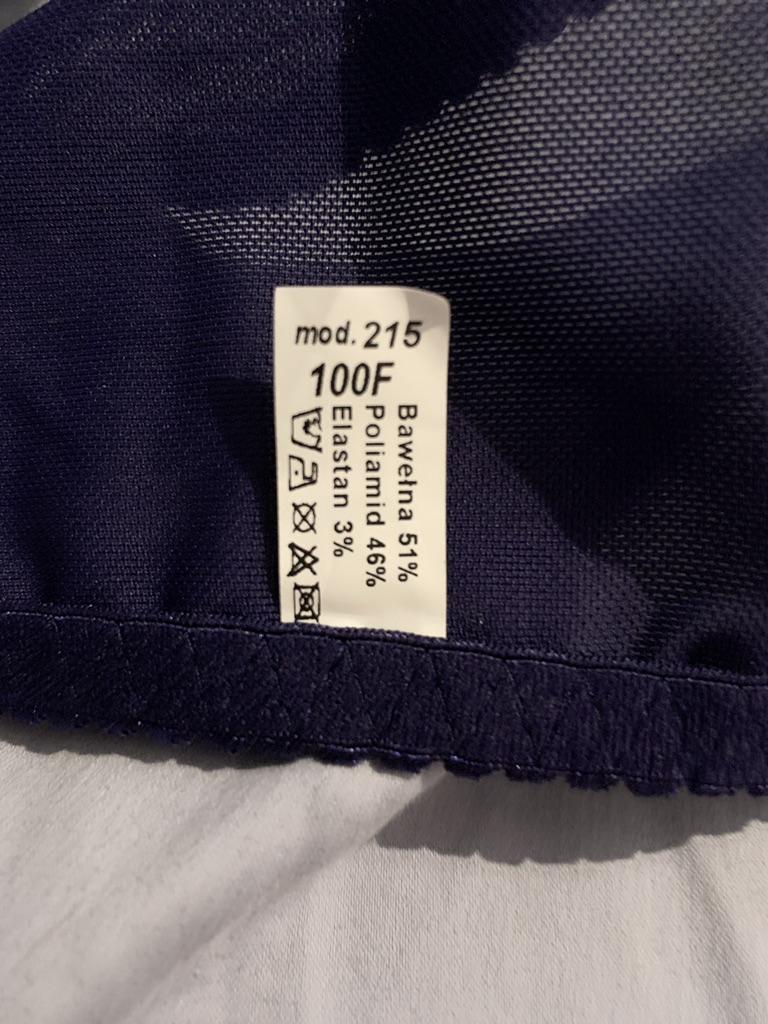 mod. 215
100F
Bawełna 51%
Poliamid 46%
Elastan 3%